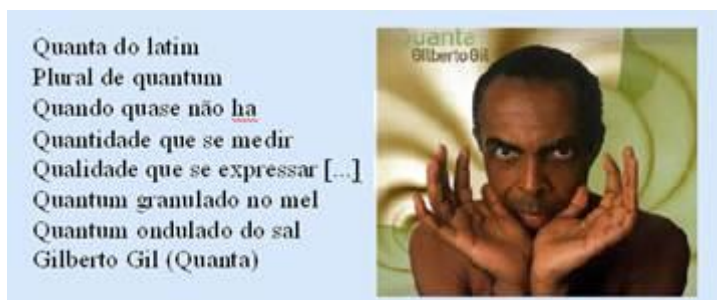 Quanta do latim
Plural de quantum
Quando quase não ha
Quantidade que se medir
Qualidade que se expressar [...]
Quantum granulado no mel
Quantum ondulado do sal
Gilberto Gil (Quanta)
quanta
Gilberto Gil